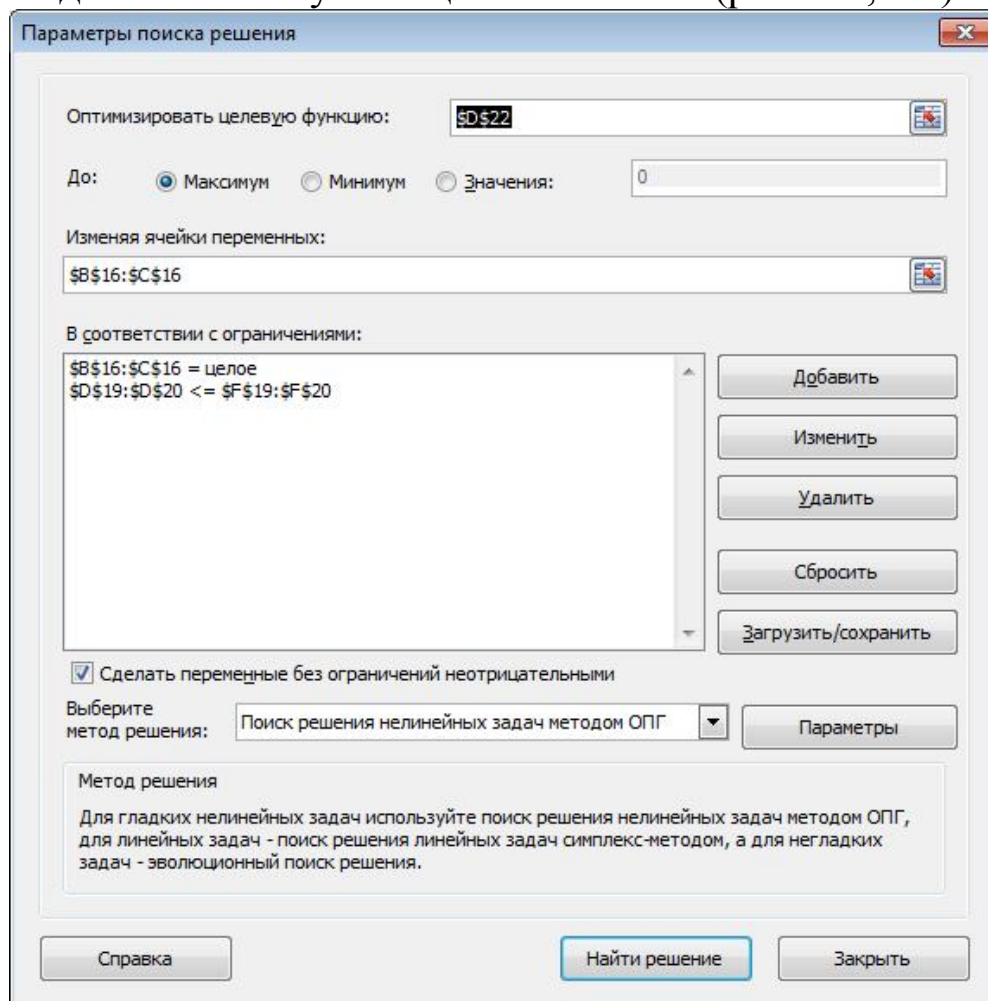 Параметры поиска решения
Оптимизировать целевую функцию: $D$22
До: Максимум Минимум Значения: 0
Изменяя ячейки переменных:
$B$16:$C$16
В соответствии с ограничениями:
$B$16:$C$16 = целое
$D$19:$D$20 <= $F$19:$F$20
Добавить
Изменить
Удалить
Сбросить
Загрузить/сохранить
Сделать переменные без ограничений неотрицательными
Выберите
метод решения:
Поиск решения нелинейных задач методом ОПГ
Параметры
Метод решения
Для гладких нелинейных задач используйте поиск решения нелинейных задач методом ОПГ,
для линейных задач - поиск решения линейных задач симплекс-методом, а для негладких
задач - эволюционный поиск решения.
Справка
Найти решение
Закрыть